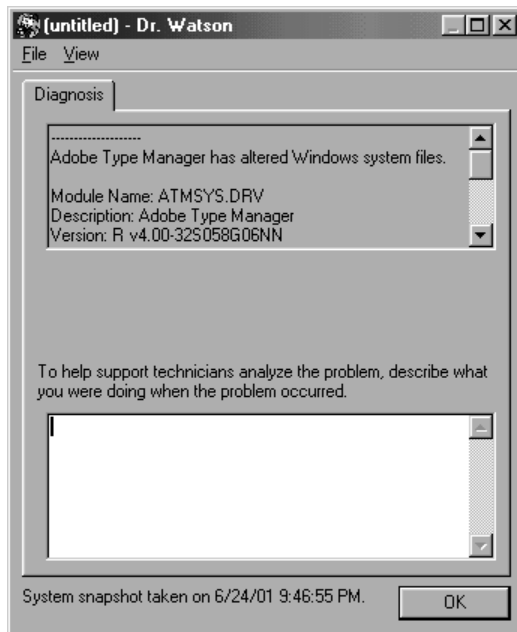 (untitled) - Dr. Watson
File View
Diagnosis
--------------------
Adobe Type Manager has altered Windows system files.
Module Name: ATMSYS.DRV
Description: Adobe Type Manager
Version: R v4.00-32S058G06NN
To help support technicians analyze the problem, describe what
you were doing when the problem occurred.
System snapshot taken on 6/24/01 9:46:55 PM.
OK